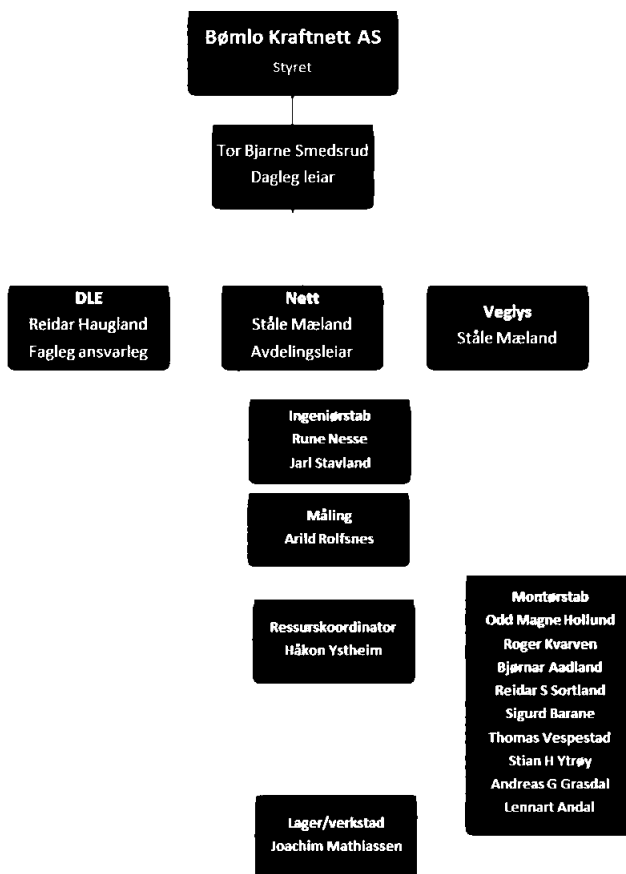 Bømlo Kraftnett AS
Styret
Tor Bjarne Smedsrud
Dagleg leiar
DLE
Reidar Haugland
Fagleg ansvarleg
Nett
Ståle Mæland
Avdelingsleiar
Veglys
Ståle Mæland
Ingeniørstab
Rune Nesse
Jarl Stavland
Måling
Arild Rolfsnes
Ressurskoordinator
Håkon Ystheim
Montørstab
Odd Magne Hollund
Roger Kvarven
Bjørnar Aadland
Reidar S Sortland
Sigurd Barane
Thomas Vespestad
Stian H Ytrøy
Andreas G Grasdal
Lennart Andal
Lager/verkstad
Joachim Mathiassen